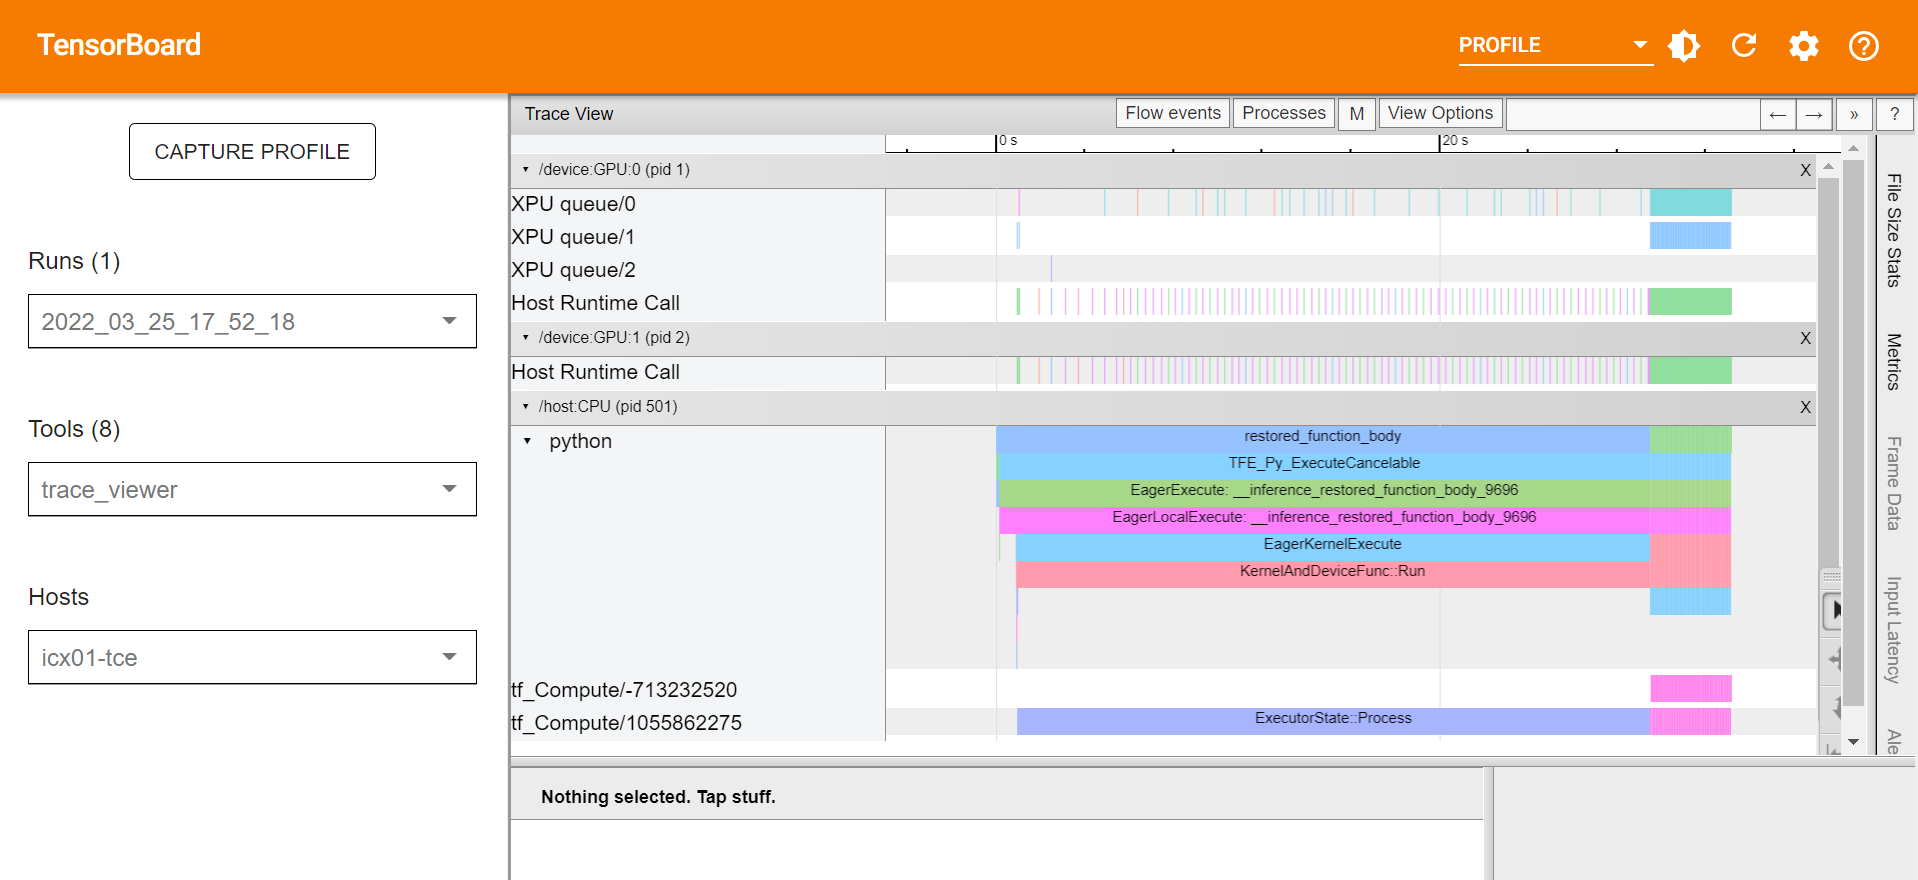 TensorBoard
PROFILE
CAPTURE PROFILE
Runs (1)
2022_03_25_17_52_18
Tools (8)
trace_viewer
Hosts
icx01-tce
Trace View
Flow events
Processes
M
View Options
←
→
»
?
0 s
20 s
/device:GPU:0 (pid 1)
X
XPU queue/0
XPU queue/1
XPU queue/2
Host Runtime Call
/device:GPU:1 (pid 2)
X
Host Runtime Call
/host:CPU (pid 501)
X
python
restored_function_body
TFE_Py_ExecuteCancelable
EagerExecute: __inference_restored_function_body_9696
EagerLocalExecute: __inference_restored_function_body_9696
EagerKernelExecute
KernelAndDeviceFunc::Run
tf_Compute/-713232520
tf_Compute/1055862275
ExecutorState::Process
File Size Stats
Metrics
Frame Data
Input Latency
Ale
Nothing selected. Tap stuff.